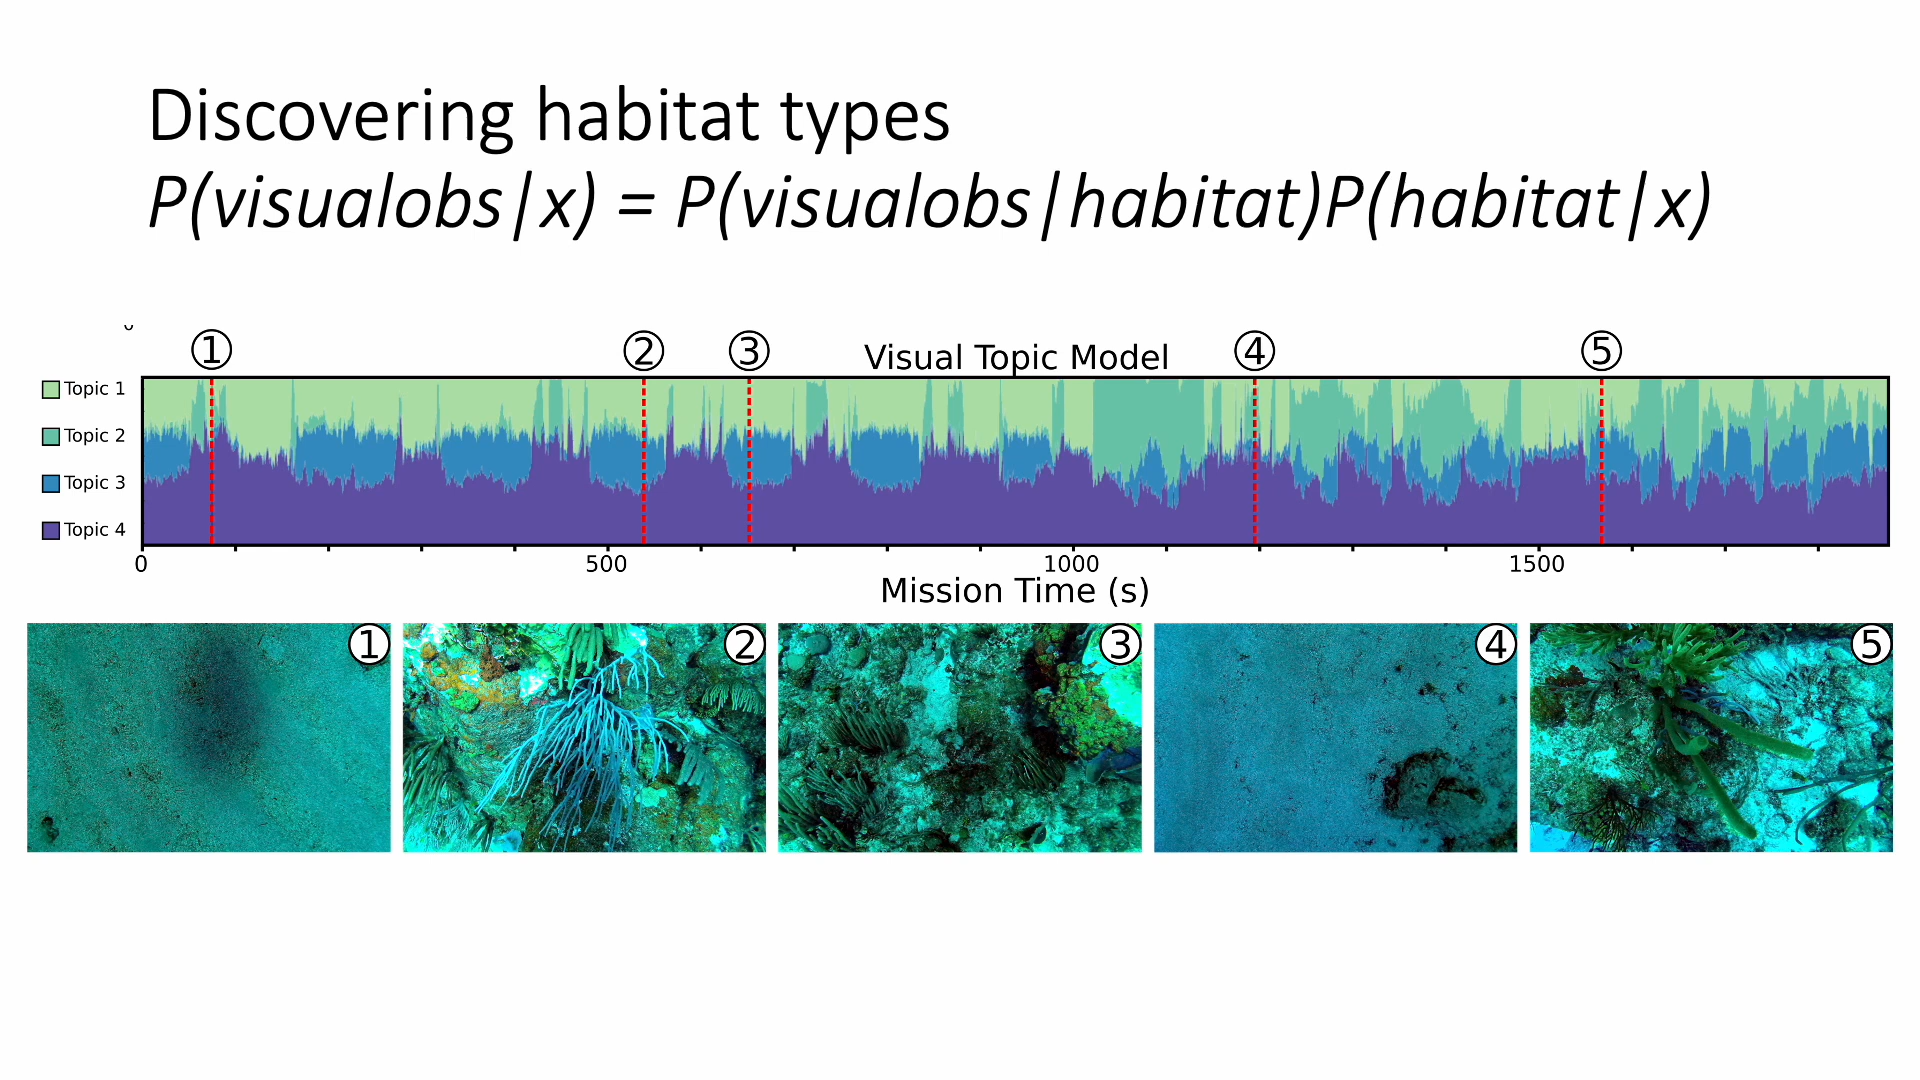 Discovering habitat types
P(visualobs|x) = P(visualobs|habitat)P(habitat|x)
① ② ③ Visual Topic Model ④ ⑤
Topic 1
Topic 2
Topic 3
Topic 4
0 500 1000 1500
Mission Time (s)
① ② ③ ④ ⑤